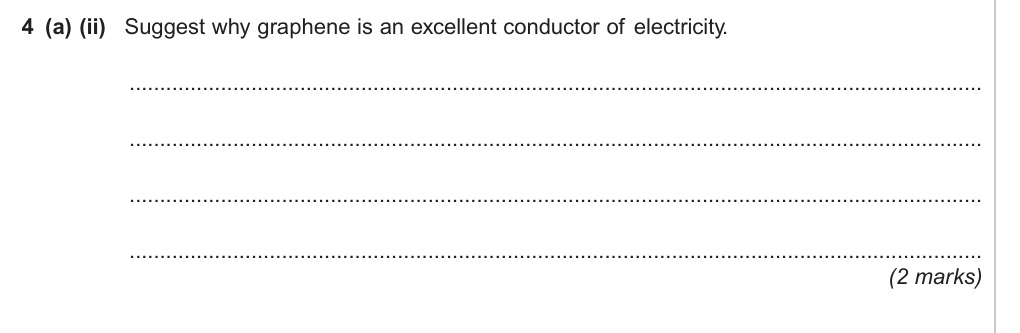 4 (a) (ii) Suggest why graphene is an excellent conductor of electricity.
(2 marks)